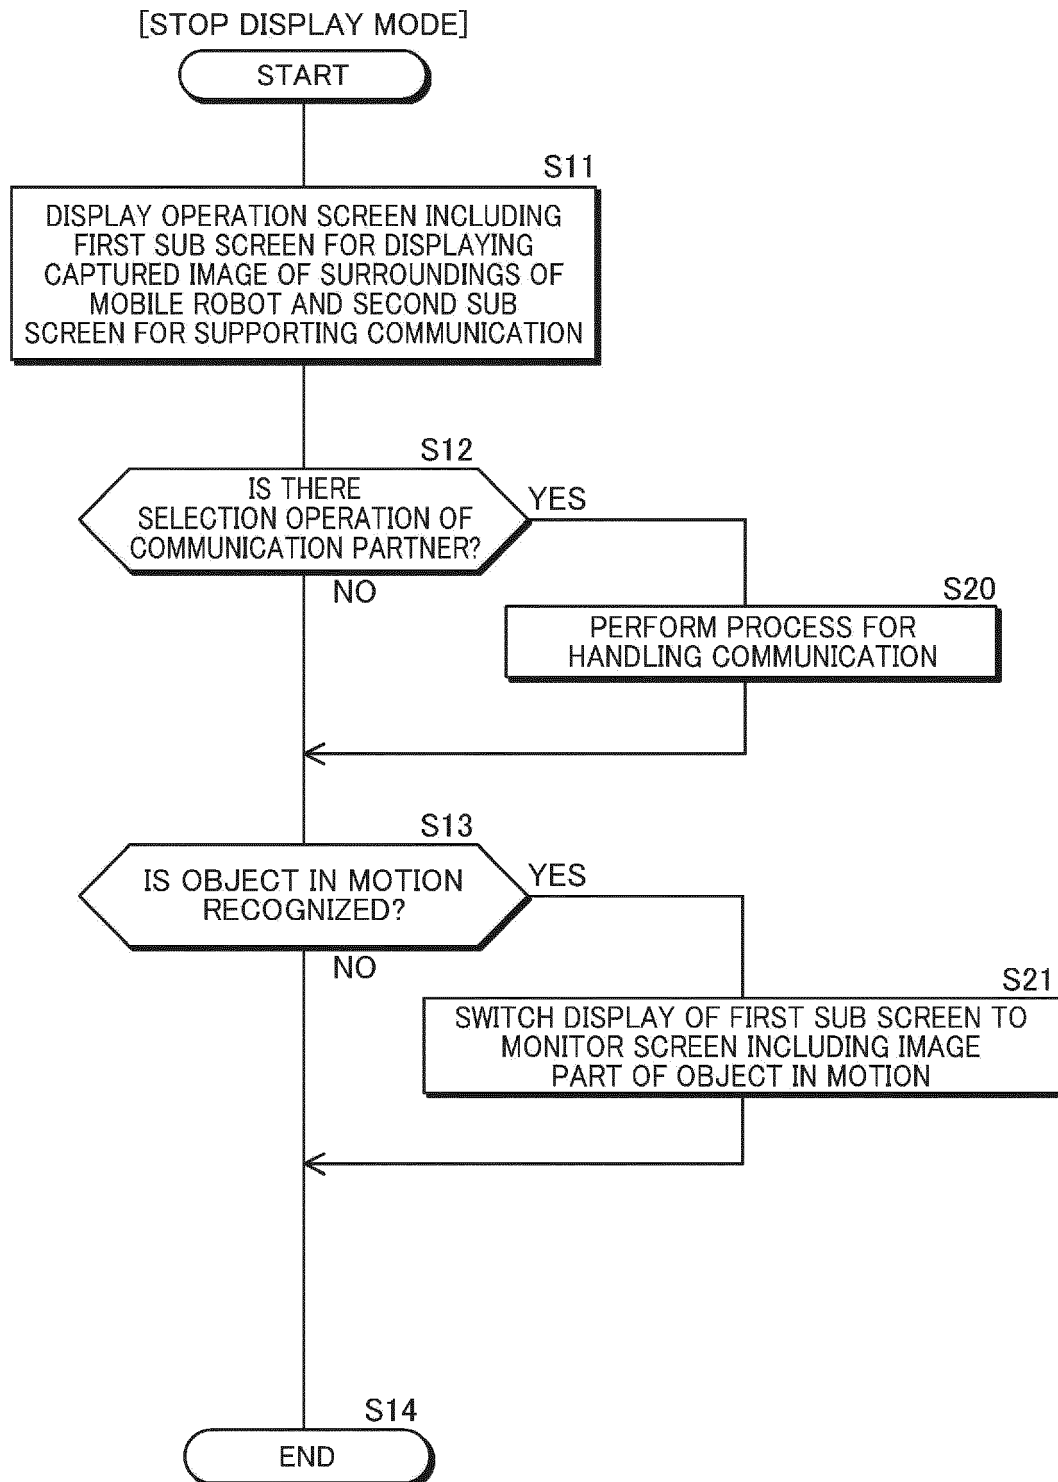 [STOP DISPLAY MODE]
START
S11
DISPLAY OPERATION SCREEN INCLUDING
FIRST SUB SCREEN FOR DISPLAYING
CAPTURED IMAGE OF SURROUNDINGS OF
MOBILE ROBOT AND SECOND SUB
SCREEN FOR SUPPORTING COMMUNICATION
S12
IS THERE
SELECTION OPERATION OF
COMMUNICATION PARTNER?
YES
NO
S20
PERFORM PROCESS FOR
HANDLING COMMUNICATION
S13
IS OBJECT IN MOTION
RECOGNIZED?
YES
NO
S21
SWITCH DISPLAY OF FIRST SUB SCREEN TO
MONITOR SCREEN INCLUDING IMAGE
PART OF OBJECT IN MOTION
S14
END